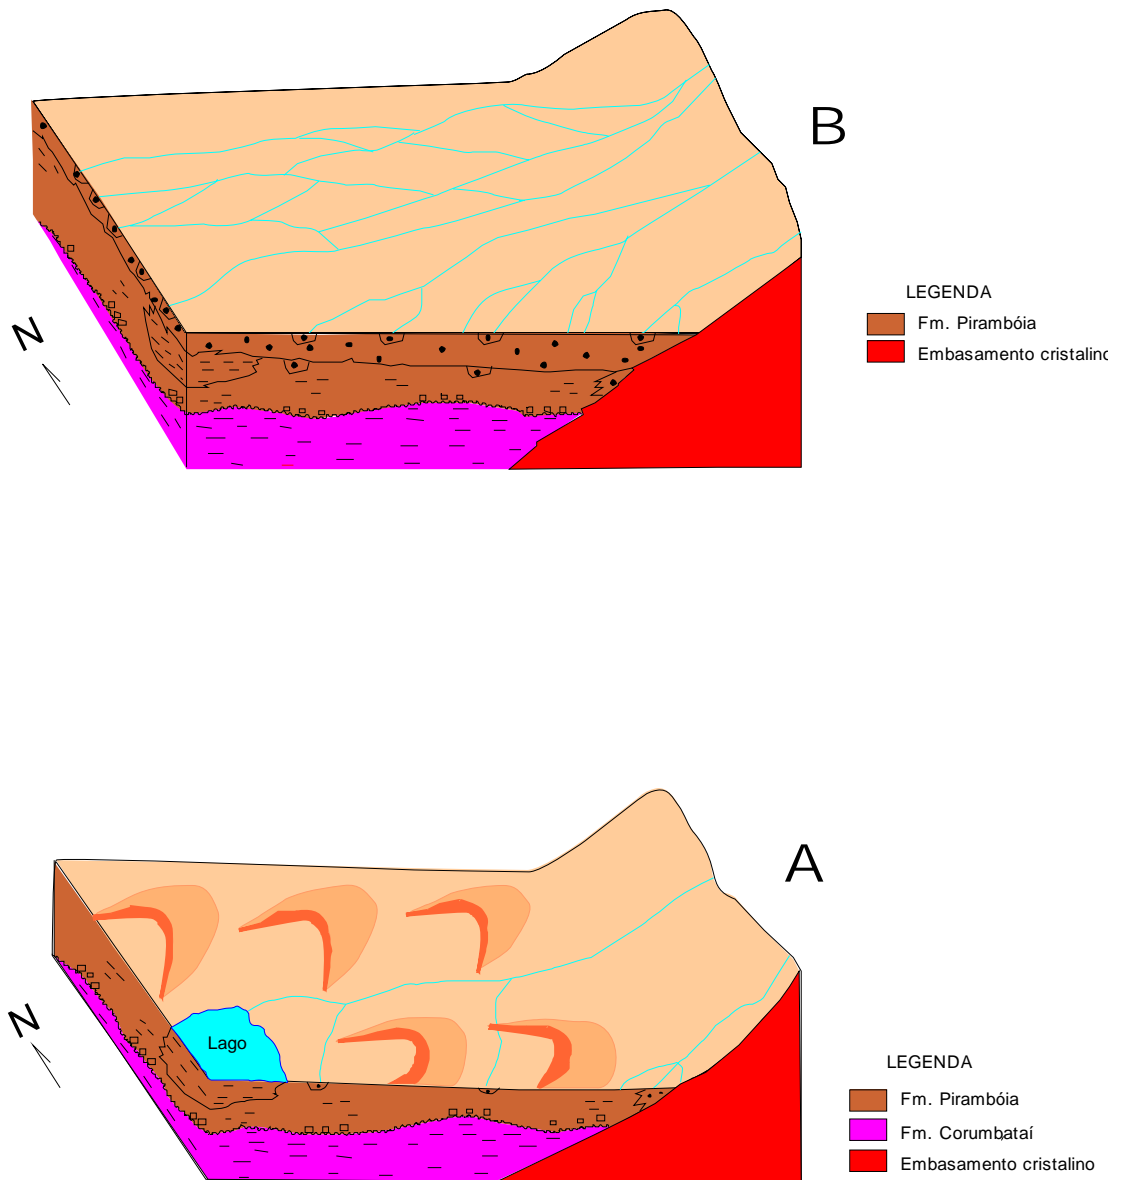 B
N
LEGENDA
Fm. Pirambóia
Embasamento cristalino
A
N
Lago
LEGENDA
Fm. Pirambóia
Fm. Corumbataí
Embasamento cristalino